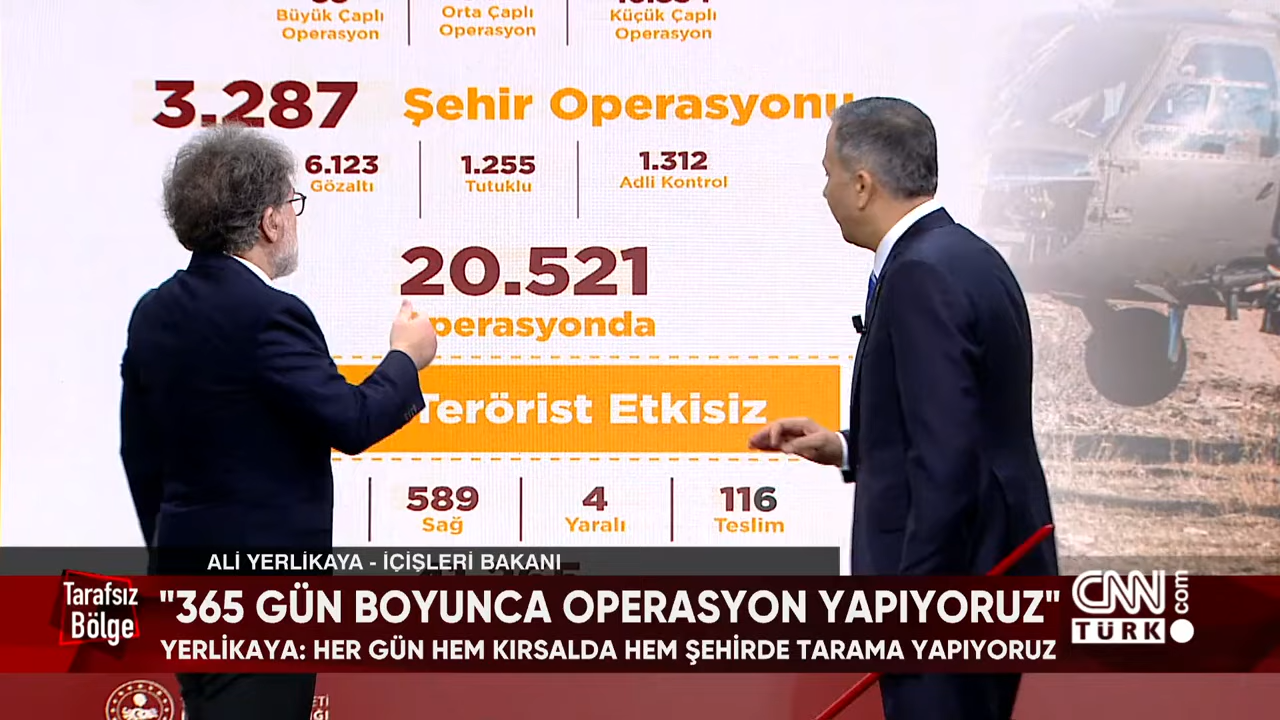 Büyük Çaplı
Operasyon
Orta Çaplı
Operasyon
Küçük Çaplı
Operasyon
3.287 Şehir Operasyonu
6.123
Gözaltı
1.255
Tutuklu
1.312
Adli Kontrol
20.521
perasyonda
Terörist Etkisiz
589
Sağ
4
Yaralı
116
Teslim
ALİ YERLİKAYA - İÇİŞLERİ BAKANI
Tarafsız
Bölge
"365 GÜN BOYUNCA OPERASYON YAPIYORUZ"
YERLİKAYA: HER GÜN HEM KIRSALDA HEM ŞEHİRDE TARAMA YAPIYORUZ
CNN
TÜRK
.com